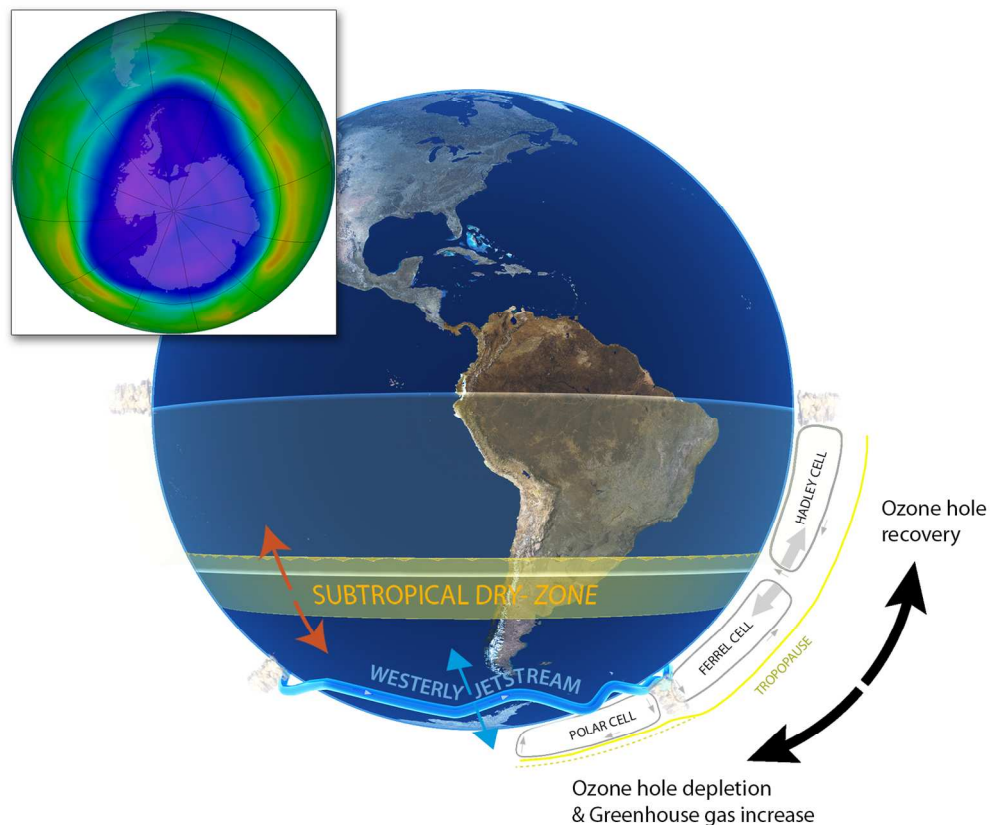 HADLEY CELL
Ozone hole
recovery
SUBTROPICAL DRY-ZONE
FERREL CELL
TROPOPAUSE
WESTERLY JETSTREAM
POLAR CELL
Ozone hole depletion
& Greenhouse gas increase